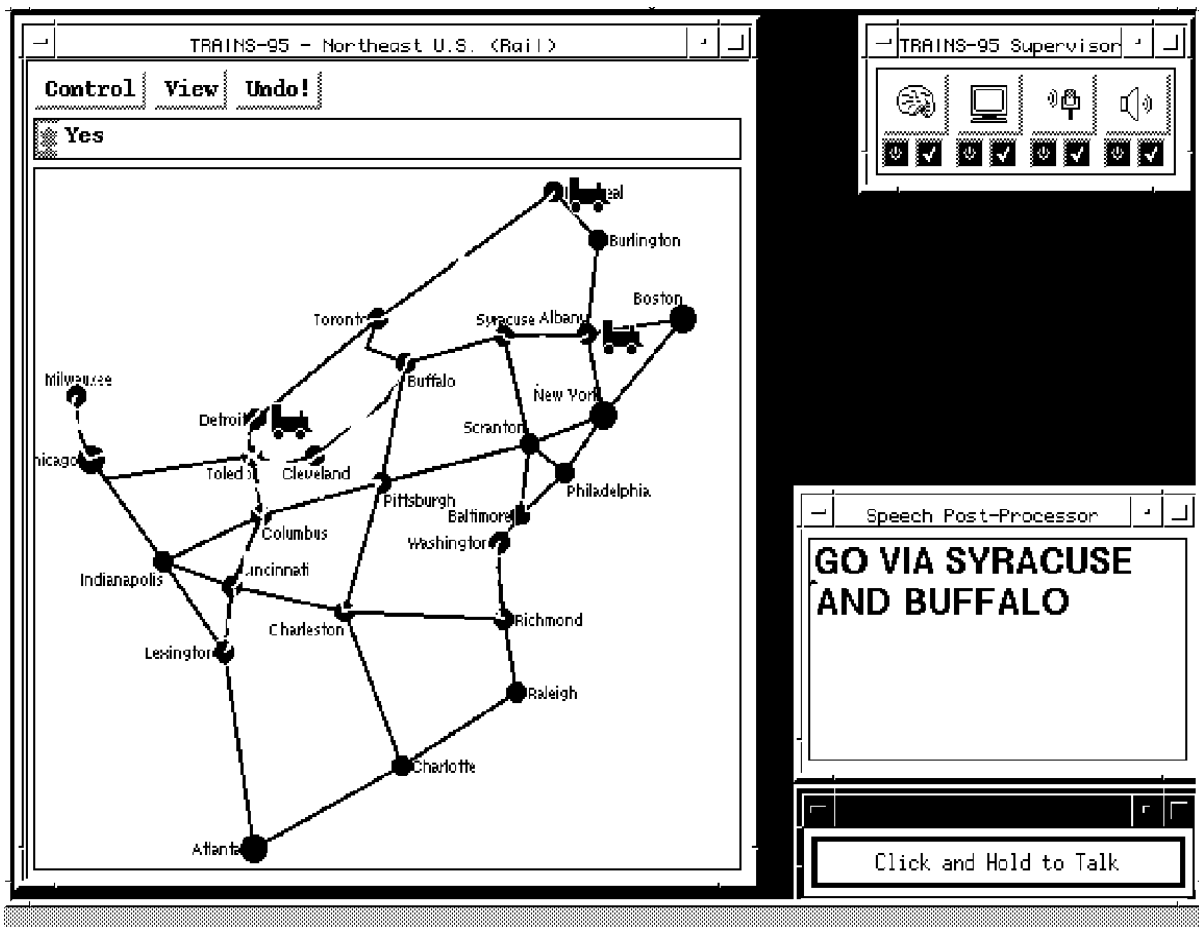 TRAINS-95 - Northeast U.S. (Rail)
TRAINS-95 Supervisor
Control View Undo!
Yes
Burlington
Boston
Toronto
Syracuse Albany
Buffalo
Milwaukee
New York
Detroit
Scranton
Toledo Cleveland
Pittsburgh
Philadelphia
Baltimore
Columbus
Washington
Indianapolis
Charleston
Richmond
Lexington
Raleigh
Charlotte
Atlanta
Speech Post-Processor
GO VIA SYRACUSE
AND BUFFALO
Click and Hold to Talk